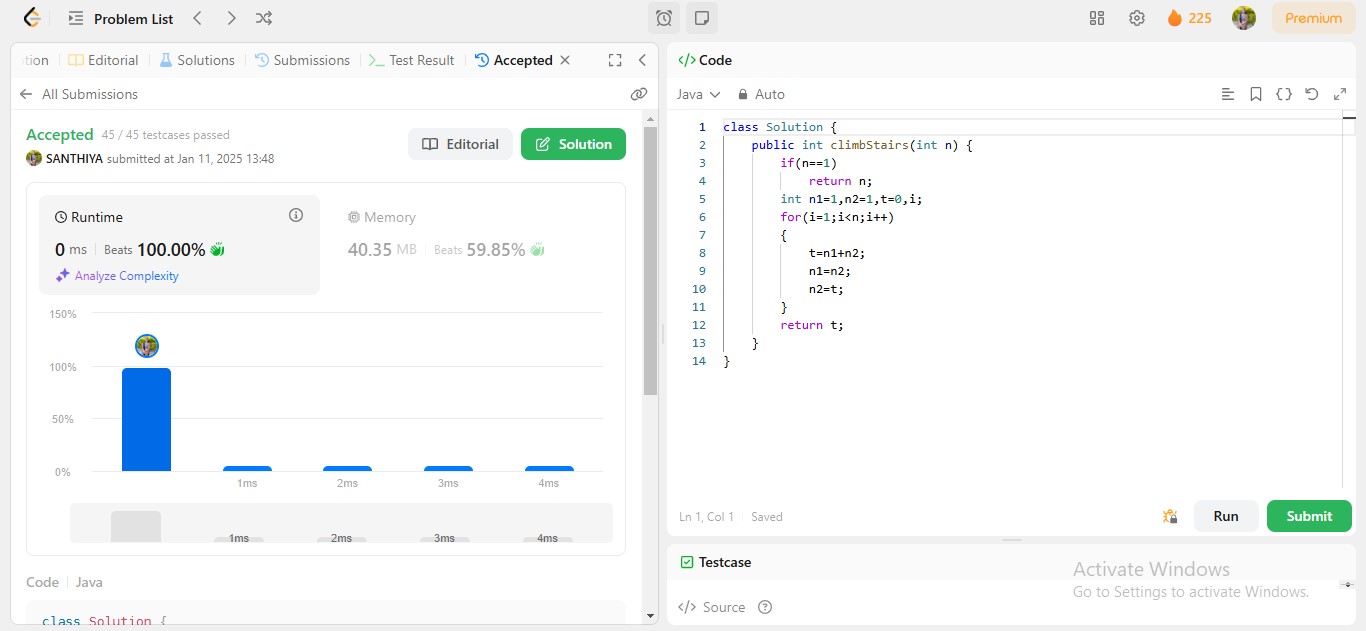 Problem List
225
Premium
tion
Editorial
Solutions
Submissions
Test Result
Accepted
All Submissions
Accepted 45 / 45 testcases passed
SANTHIYA submitted at Jan 11, 2025 13:48
Editorial
Solution
Runtime
0 ms Beats 100.00%
Analyze Complexity
Memory
40.35 MB Beats 59.85%
150%
100%
50%
0%
1ms 2ms 3ms 4ms
1ms 2ms 3ms 4ms
Code Java
class Solution {
</> Code
Java Auto
1 class Solution {
2 public int climbStairs(int n) {
3 if(n==1)
4 return n;
5 int n1=1,n2=1,t=0,i;
6 for(i=1;i<n;i++)
7 {
8 t=n1+n2;
9 n1=n2;
10 n2=t;
11 }
12 return t;
13 }
14 }
Ln 1, Col 1 Saved
Run
Submit
Testcase
</> Source
Activate Windows
Go to Settings to activate Windows.